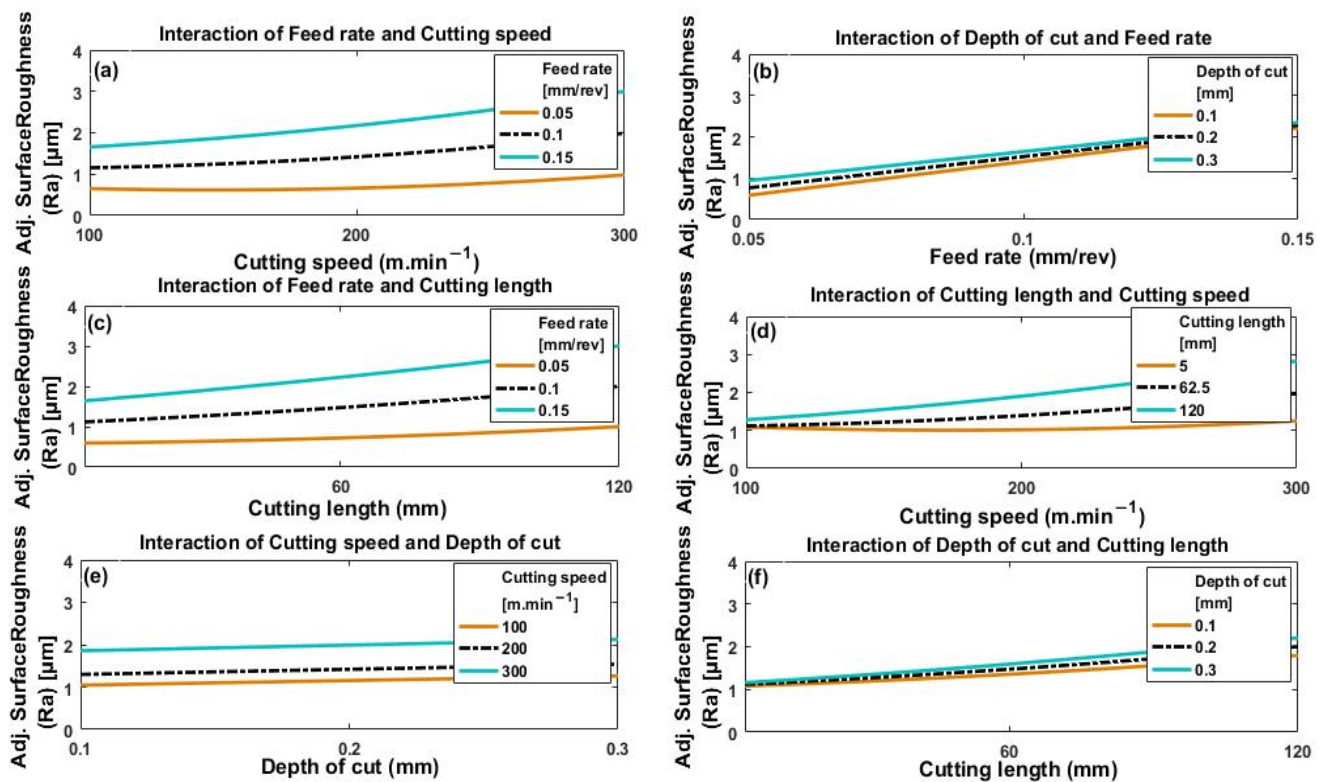 Interaction of Feed rate and Cutting speed
Adj. SurfaceRoughness
(Ra) [µm]
(a)
Feed rate
[mm/rev]
0.05
0.1
0.15
4
3
2
1
0
100
200
300
Cutting speed (m.min⁻¹)
Interaction of Depth of cut and Feed rate
Adj. SurfaceRoughness
(Ra) [µm]
(b)
Depth of cut
[mm]
0.1
0.2
0.3
4
3
2
1
0
0.05
0.1
0.15
Feed rate (mm/rev)
Interaction of Feed rate and Cutting length
Adj. SurfaceRoughness
(Ra) [µm]
(c)
Feed rate
[mm/rev]
0.05
0.1
0.15
4
3
2
1
0
60
120
Cutting length (mm)
Interaction of Cutting length and Cutting speed
Adj. SurfaceRoughness
(Ra) [µm]
(d)
Cutting length
[mm]
5
62.5
120
4
3
2
1
0
100
200
300
Cutting speed (m.min⁻¹)
Interaction of Cutting speed and Depth of cut
Adj. SurfaceRoughness
(Ra) [µm]
(e)
Cutting speed
[m.min⁻¹]
100
200
300
4
3
2
1
0
0.1
0.2
0.3
Depth of cut (mm)
Interaction of Depth of cut and Cutting length
Adj. SurfaceRoughness
(Ra) [µm]
(f)
Depth of cut
[mm]
0.1
0.2
0.3
4
3
2
1
0
60
120
Cutting length (mm)